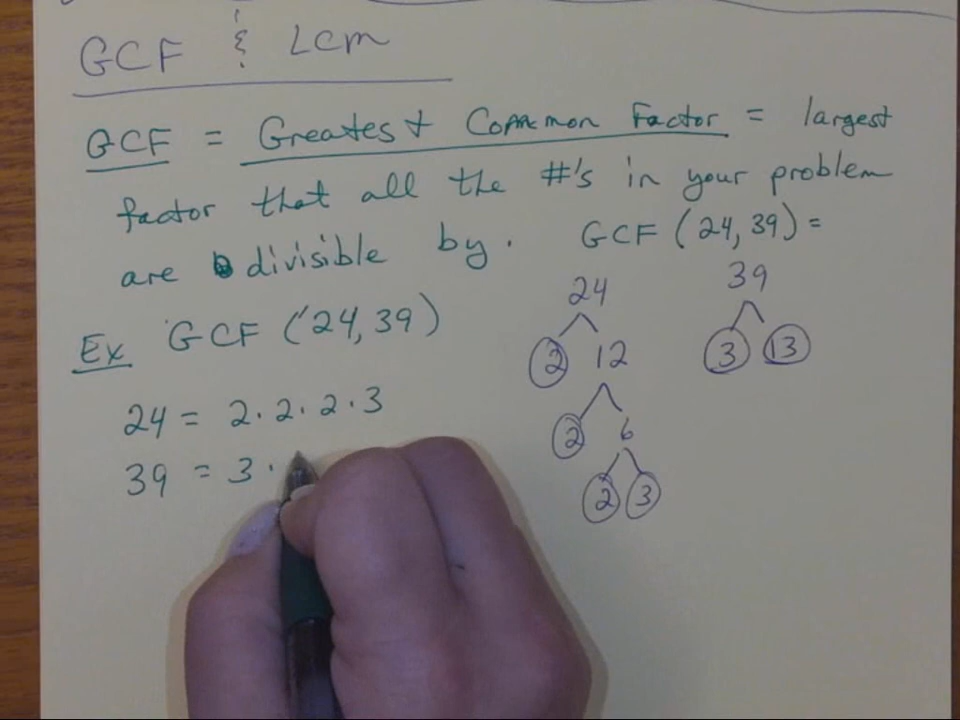 GCF & LCM
GCF = Greatest Common Factor = largest
factor that all the #'s in your problem
are divisible by.
GCF (24, 39) =
Ex GCF (24, 39)
24 = 2·2·2·3
39 = 3·
24
2 12
2 6
2 3
39
3 13